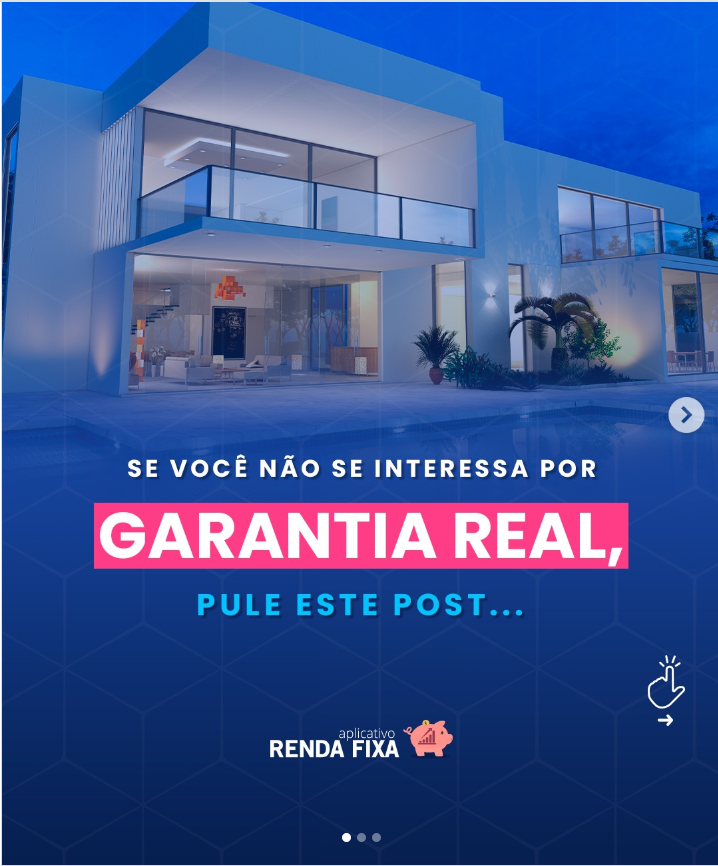 SE VOCÊ NÃO SE INTERESSA POR
GARANTIA REAL,
PULE ESTE POST...
aplicativo
RENDA FIXA